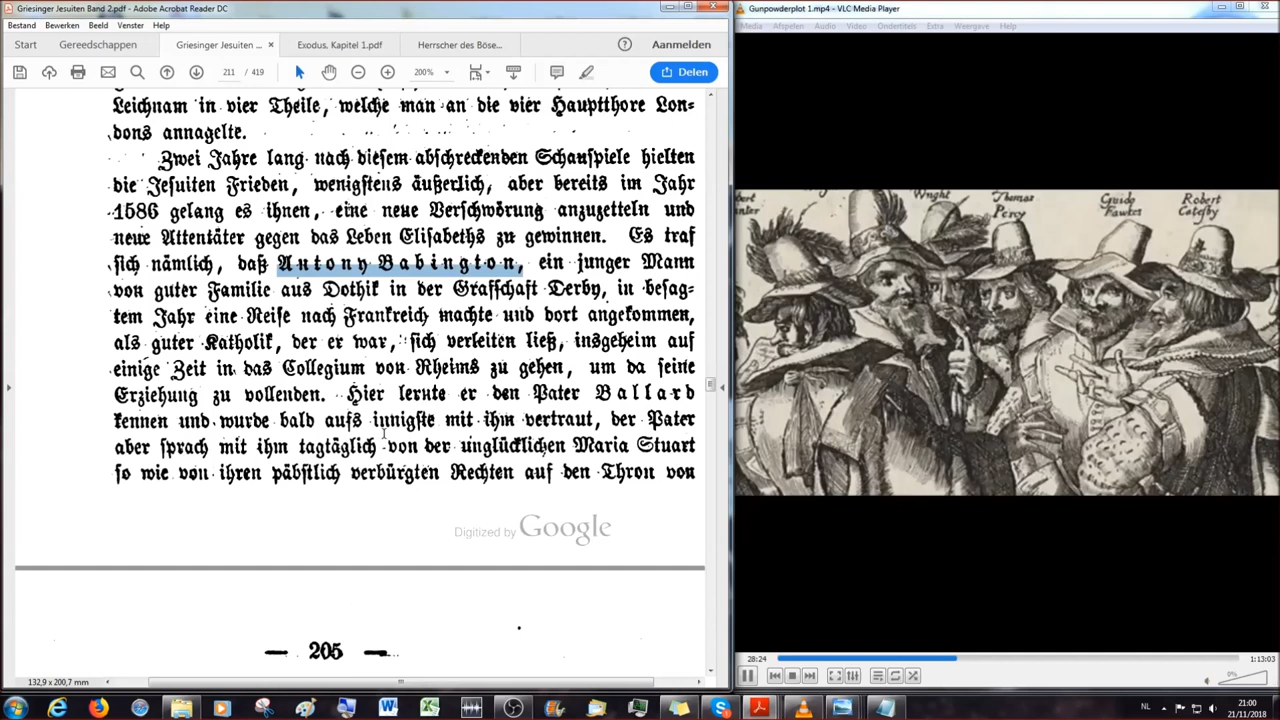 Griesinger Jesuiten Band 2.pdf - Adobe Acrobat Reader DC
Bestand Bewerken Beeld Venster Help
Start Gereedschappen Griesinger Jesuiten ... × Exodus. Kapitel 1.pdf Herrscher des Böse... Aanmelden
211 / 419 200% Delen
Leichnam in vier Theile, welche man an die vier Hauptthore Lon-
dons annagelte.
Zwei Jahre lang nach diesem abschreckenden Schauspiele hielten
die Jesuiten Frieden, wenigstens äußerlich, aber bereits im Jahr
1586 gelang es ihnen, eine neue Verschwörung anzuzetteln und
neue Attentäter gegen das Leben Elisabeths zu gewinnen. Es traf
sich nämlich, daß Antony Babington, ein junger Mann
von guter Familie aus Dothik in der Grafschaft Derby, in besag-
tem Jahr eine Reise nach Frankreich machte und dort angekommen,
als guter Katholik, der er war, sich verleiten ließ, insgeheim auf
einige Zeit in das Collegium von Rheims zu gehen, um da seine
Erziehung zu vollenden. Hier lernte er den Pater Ballard
kennen und wurde bald aufs innigste mit ihm vertraut, der Pater
aber sprach mit ihm tagtäglich von der unglücklichen Maria Stuart
so wie von ihren päbstlich verbürgten Rechten auf den Thron von
Digitized by Google
— 205 —
132,9 x 200,7 mm
Gunpowderplot 1.mp4 - VLC Media Player
Media Afspelen Audio Video Ondertitels Extra Weergave Help
Wright
Thomas
Percy
Guido
Fawkes
Robert
Catesby
28:24 1:13:03
0%
NL 21:00
21/11/2018